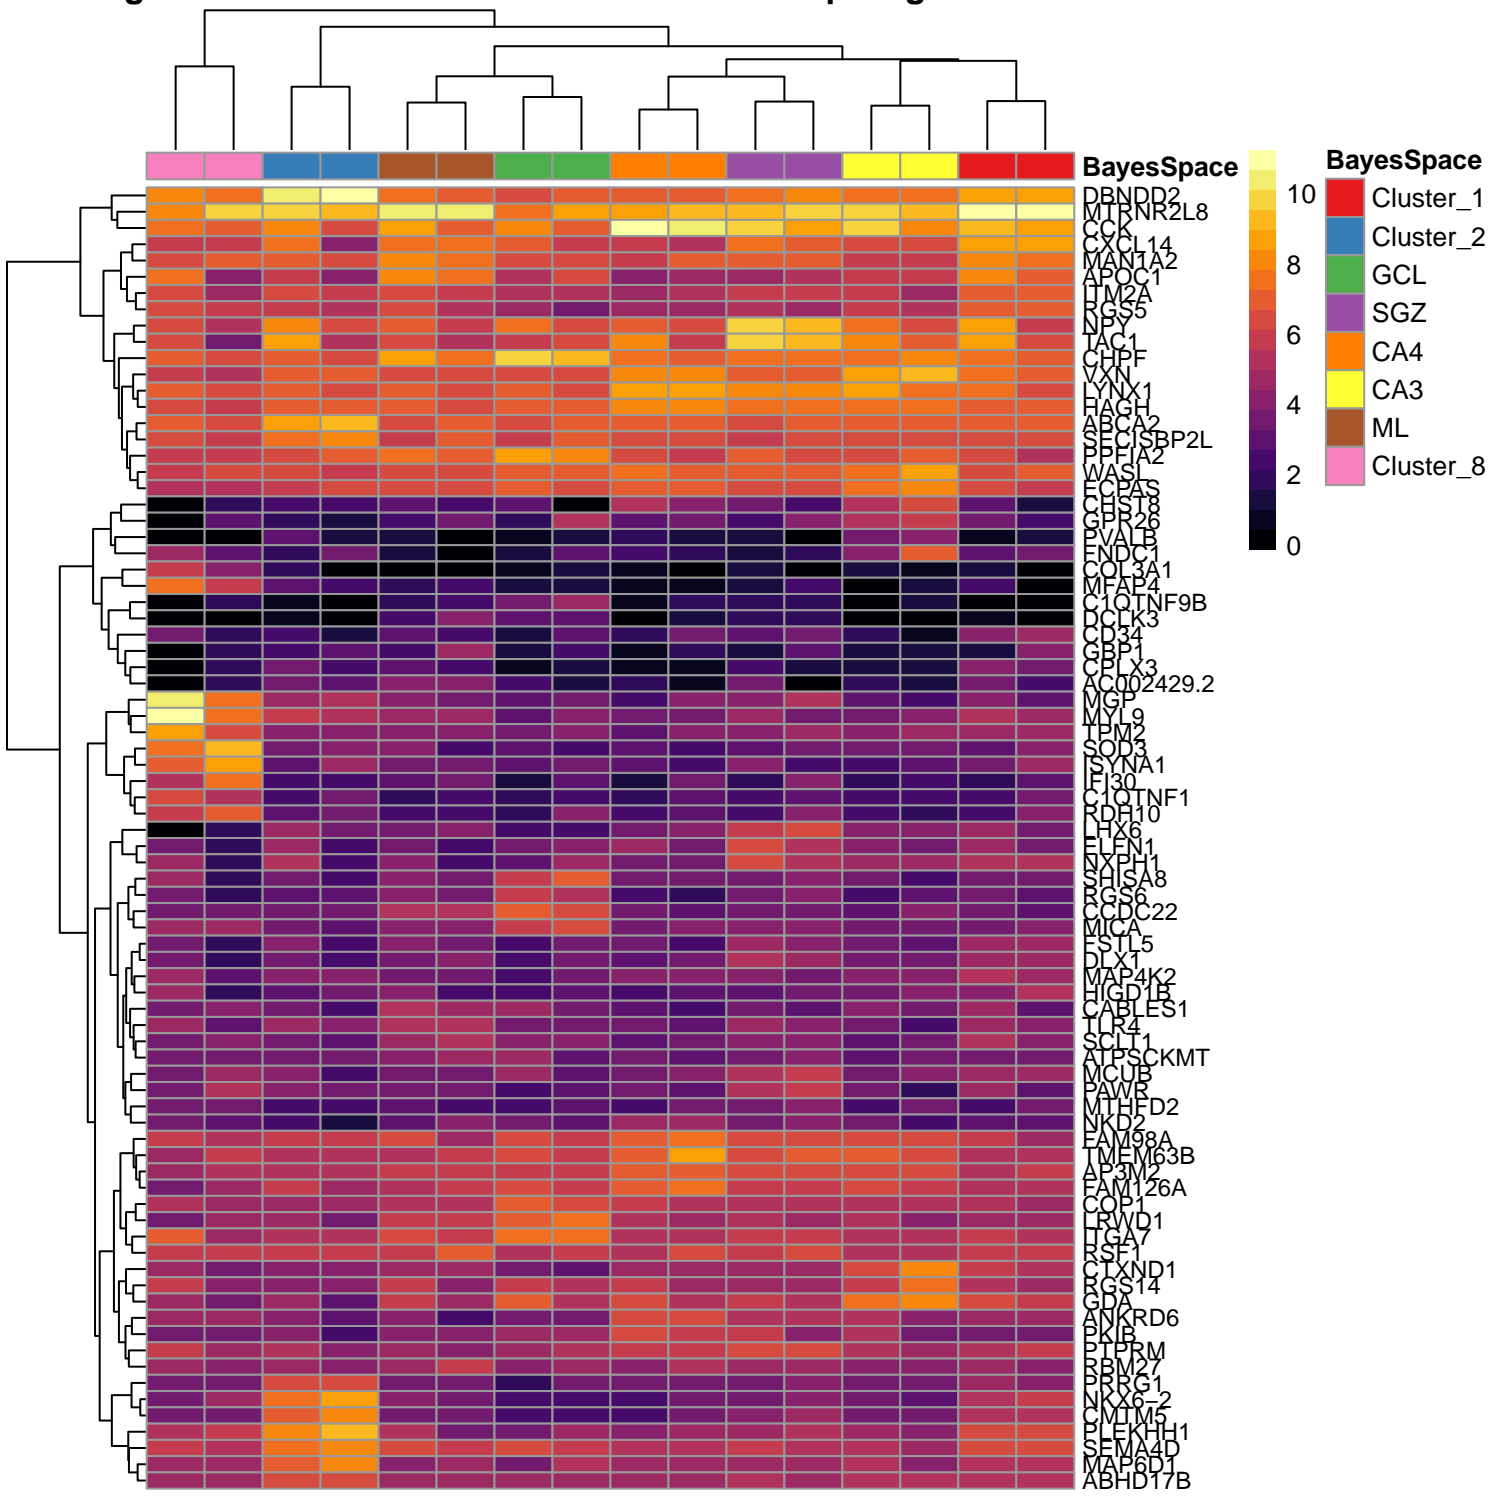 BayesSpace
DBNDD2
MTRNR2L8
CCK
CXCL14
MAN1A2
APOC1
ITM2A
RGS5
NPY
TAC1
CHPF
VXN
LYNX1
HAGH
ABCA2
SECISBP2L
PPFIA2
WASL
ECPAS
CHST8
GPR26
PVALB
FNDC1
COL3A1
MFAP4
C1QTNF9B
DCLK3
CD34
GBP1
CPLX3
AC002429.2
MGP
MYL9
TPM2
SOD3
ISYNA1
IFI30
C1QTNF1
RDH10
LHX6
ELFN1
NXPH1
SHISA8
RGS6
CCDC22
MICA
FSTL5
DLX1
MAP4K2
HIGD1B
CABLES1
TLR4
SCLT1
ATPSCKMT
MCUB
PAWR
MTHFD2
NKD2
FAM98A
TMEM63B
AP3M2
FAM126A
COP1
LRWD1
ITGA7
RSF1
CTXND1
RGS14
GDA
ANKRD6
PKIB
PTPRM
RBM27
PRRG1
NKX6−2
CMTM5
PLEKHH1
SEMA4D
MAP6D1
ABHD17B
10
8
6
4
2
0
BayesSpace
Cluster_1
Cluster_2
GCL
SGZ
CA4
CA3
ML
Cluster_8